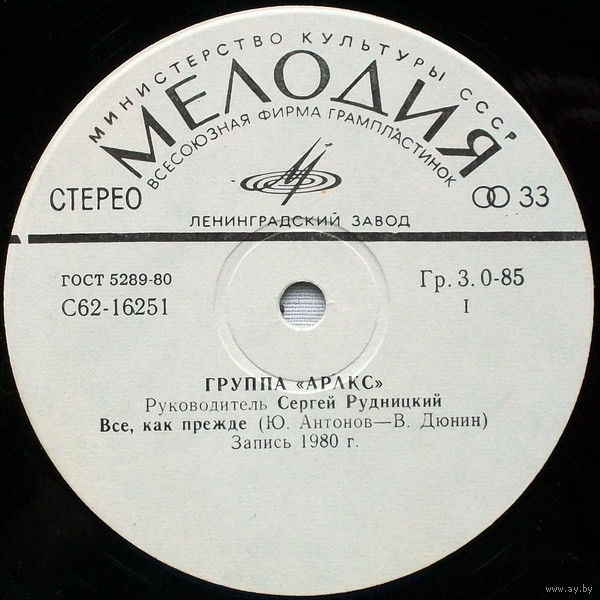 МИНИСТЕРСТВО КУЛЬТУРЫ СССР
МЕЛОДИЯ
ВСЕСОЮЗНАЯ ФИРМА ГРАМПЛАСТИНОК
СТЕРЕО
33
ЛЕНИНГРАДСКИЙ ЗАВОД
ГОСТ 5289-80
Гр. 3. 0-85
С62-16251
I
ГРУППА «АРАКС»
Руководитель Сергей Рудницкий
Все, как прежде (Ю. Антонов—В. Дюнин)
Запись 1980 г.
www.ay.by